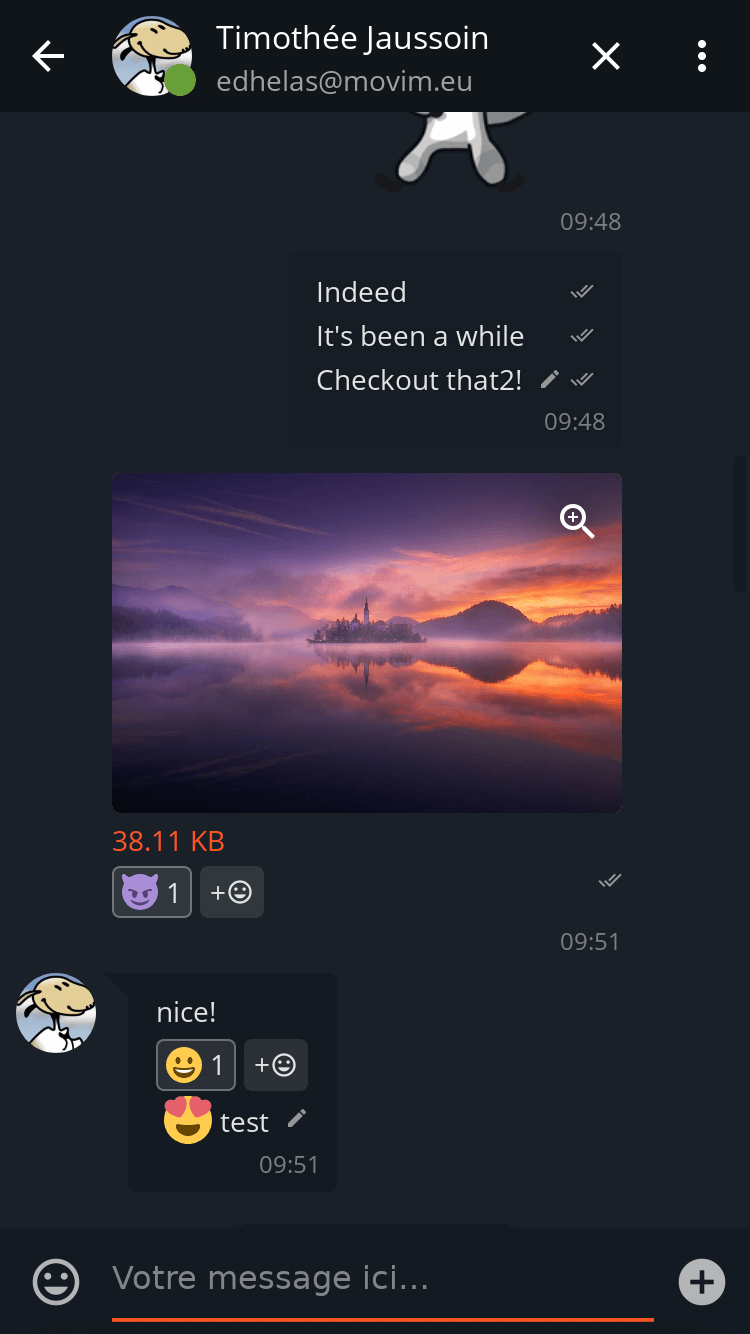 Timothée Jaussoin
edhelas@movim.eu
09:48
Indeed
It's been a while
Checkout that2!
09:48
38.11 KB
1 +
09:51
nice!
1 +
test
09:51
Votre message ici…